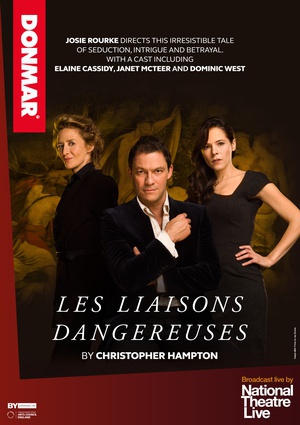 DONMAR
JOSIE ROURKE DIRECTS THIS IRRESISTIBLE TALE
OF SEDUCTION, INTRIGUE AND BETRAYAL.
WITH A CAST INCLUDING
ELAINE CASSIDY, JANET MCTEER AND DOMINIC WEST
LES LIAISONS
DANGEREUSES
BY CHRISTOPHER HAMPTON
Broadcast live by
National
Theatre
Live
BY